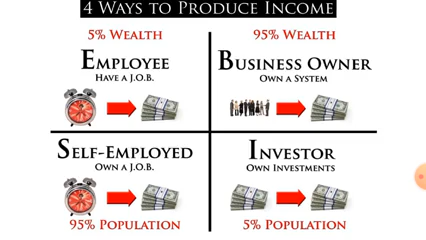 4 Ways to Produce Income
5% Wealth
95% Wealth
Employee
Have a J.O.B.
Business Owner
Own a System
Self-Employed
Own a J.O.B.
Investor
Own Investments
95% Population
5% Population